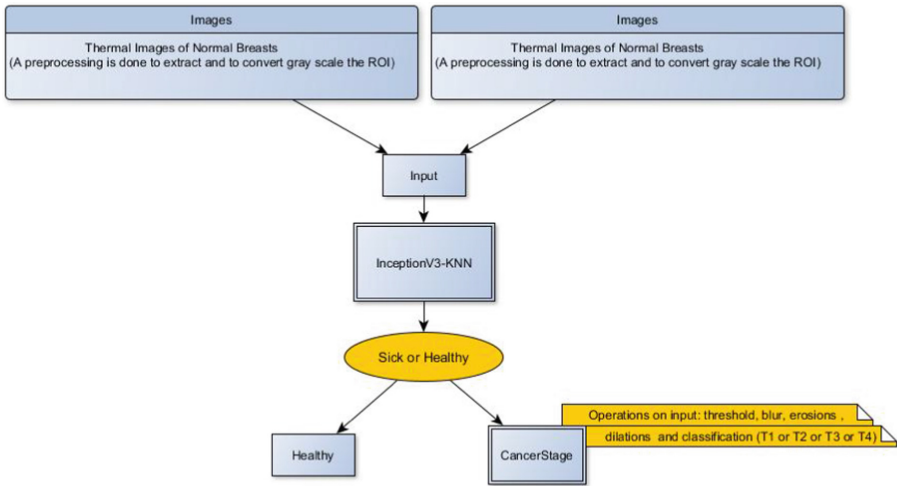 Images
Thermal Images of Normal Breasts
(A preprocessing is done to extract and to convert gray scale the ROI)
Images
Thermal Images of Normal Breasts
(A preprocessing is done to extract and to convert gray scale the ROI)
Input
InceptionV3-KNN
Sick or Healthy
Healthy
CancerStage
Operations on input: threshold, blur, erosions ,
dilations and classification (T1 or T2 or T3 or T4)